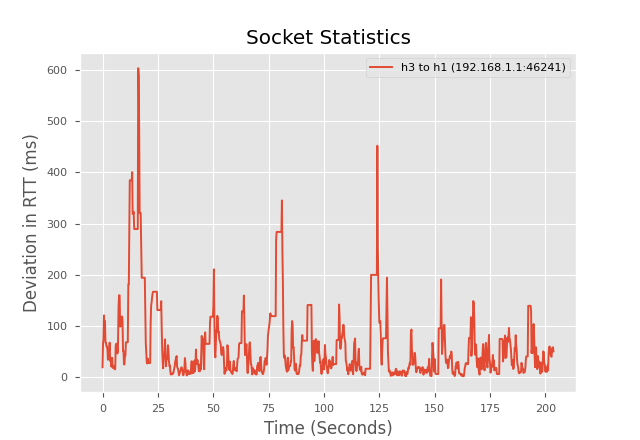 Socket Statistics
h3 to h1 (192.168.1.1:46241)
Deviation in RTT (ms)
600
500
400
300
200
100
0
0 25 50 75 100 125 150 175 200
Time (Seconds)